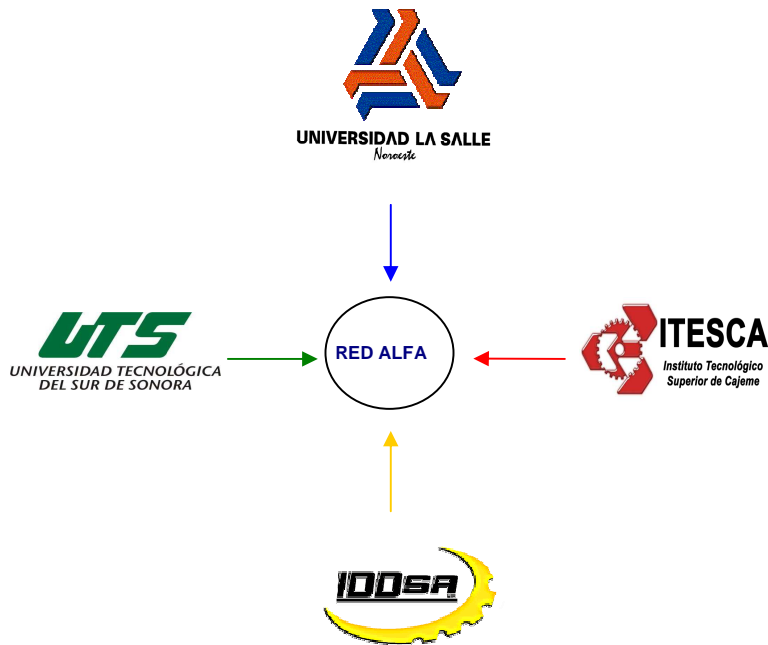 UNIVERSIDAD LA SALLE
Noroeste
UTS
UNIVERSIDAD TECNOLÓGICA
DEL SUR DE SONORA
RED ALFA
ITESCA
Instituto Tecnológico
Superior de Cajeme
IDDSA